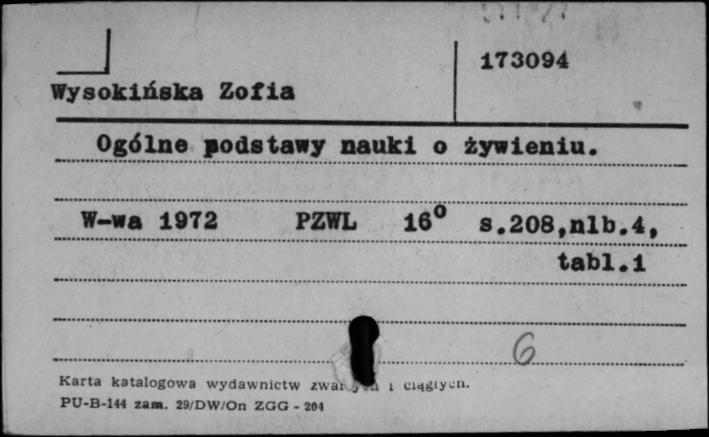 173094
Wysokińska Zofia
Ogólne podstawy nauki o żywieniu.
W-wa 1972 PZWL 16° s.208,nlb.4,
tabl.1
6
Karta katalogowa wydawnictw i ciągłych.
PU-B-144 zam. 29/DW/On ZGG - 204